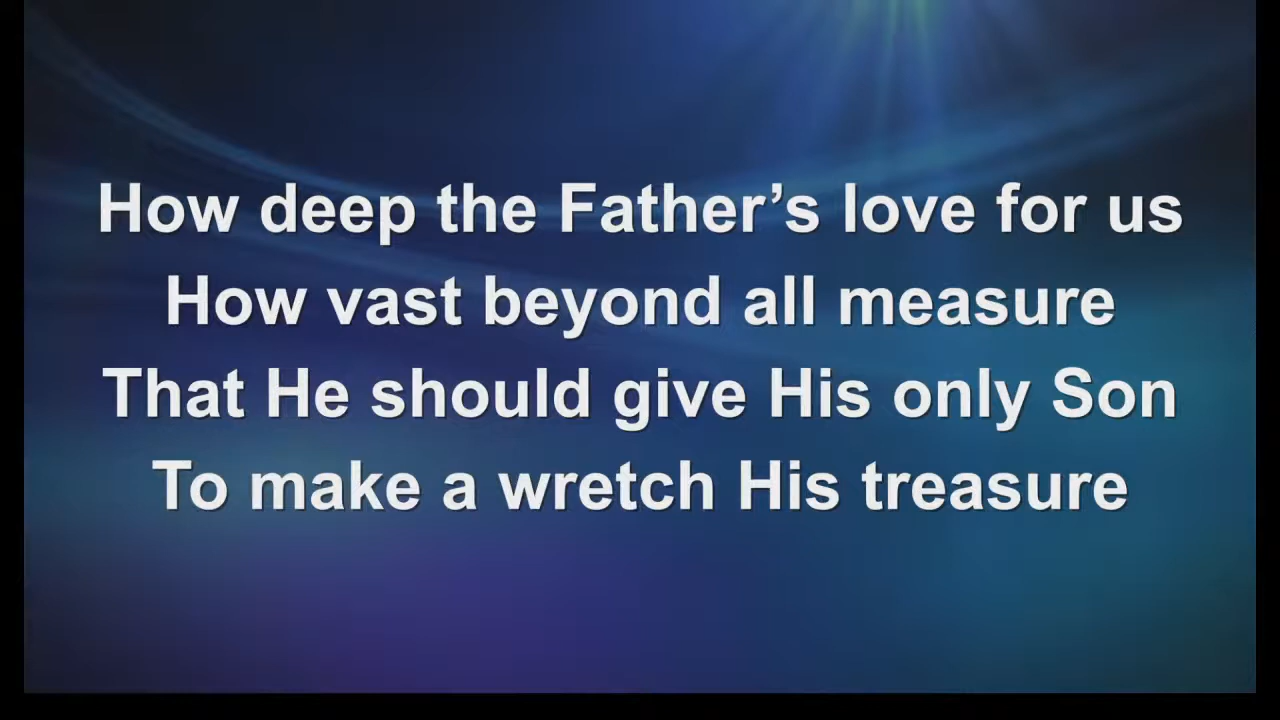 How deep the Father’s love for us
How vast beyond all measure
That He should give His only Son
To make a wretch His treasure